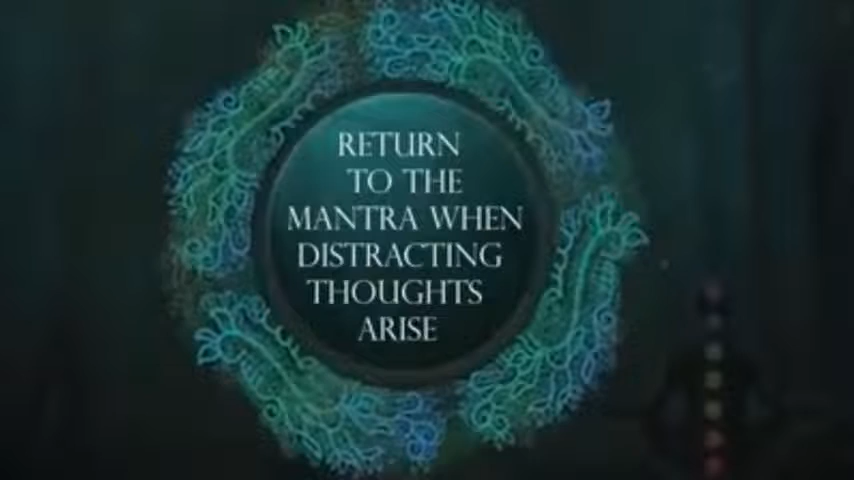 RETURN
TO THE
MANTRA WHEN
DISTRACTING
THOUGHTS
ARISE